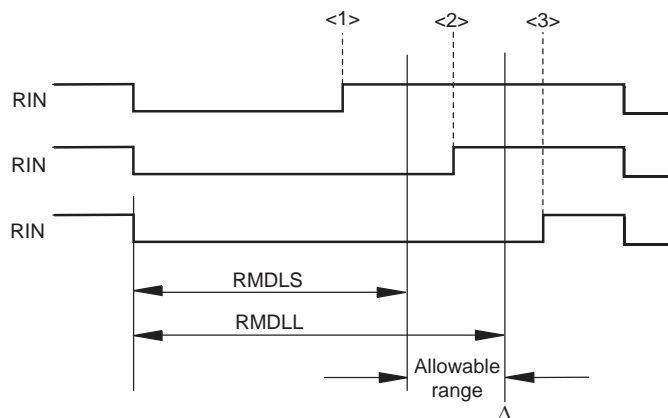 <1> <2> <3>
RIN
RIN
RIN
RMDLS
RMDLL
Allowable
range
Δ